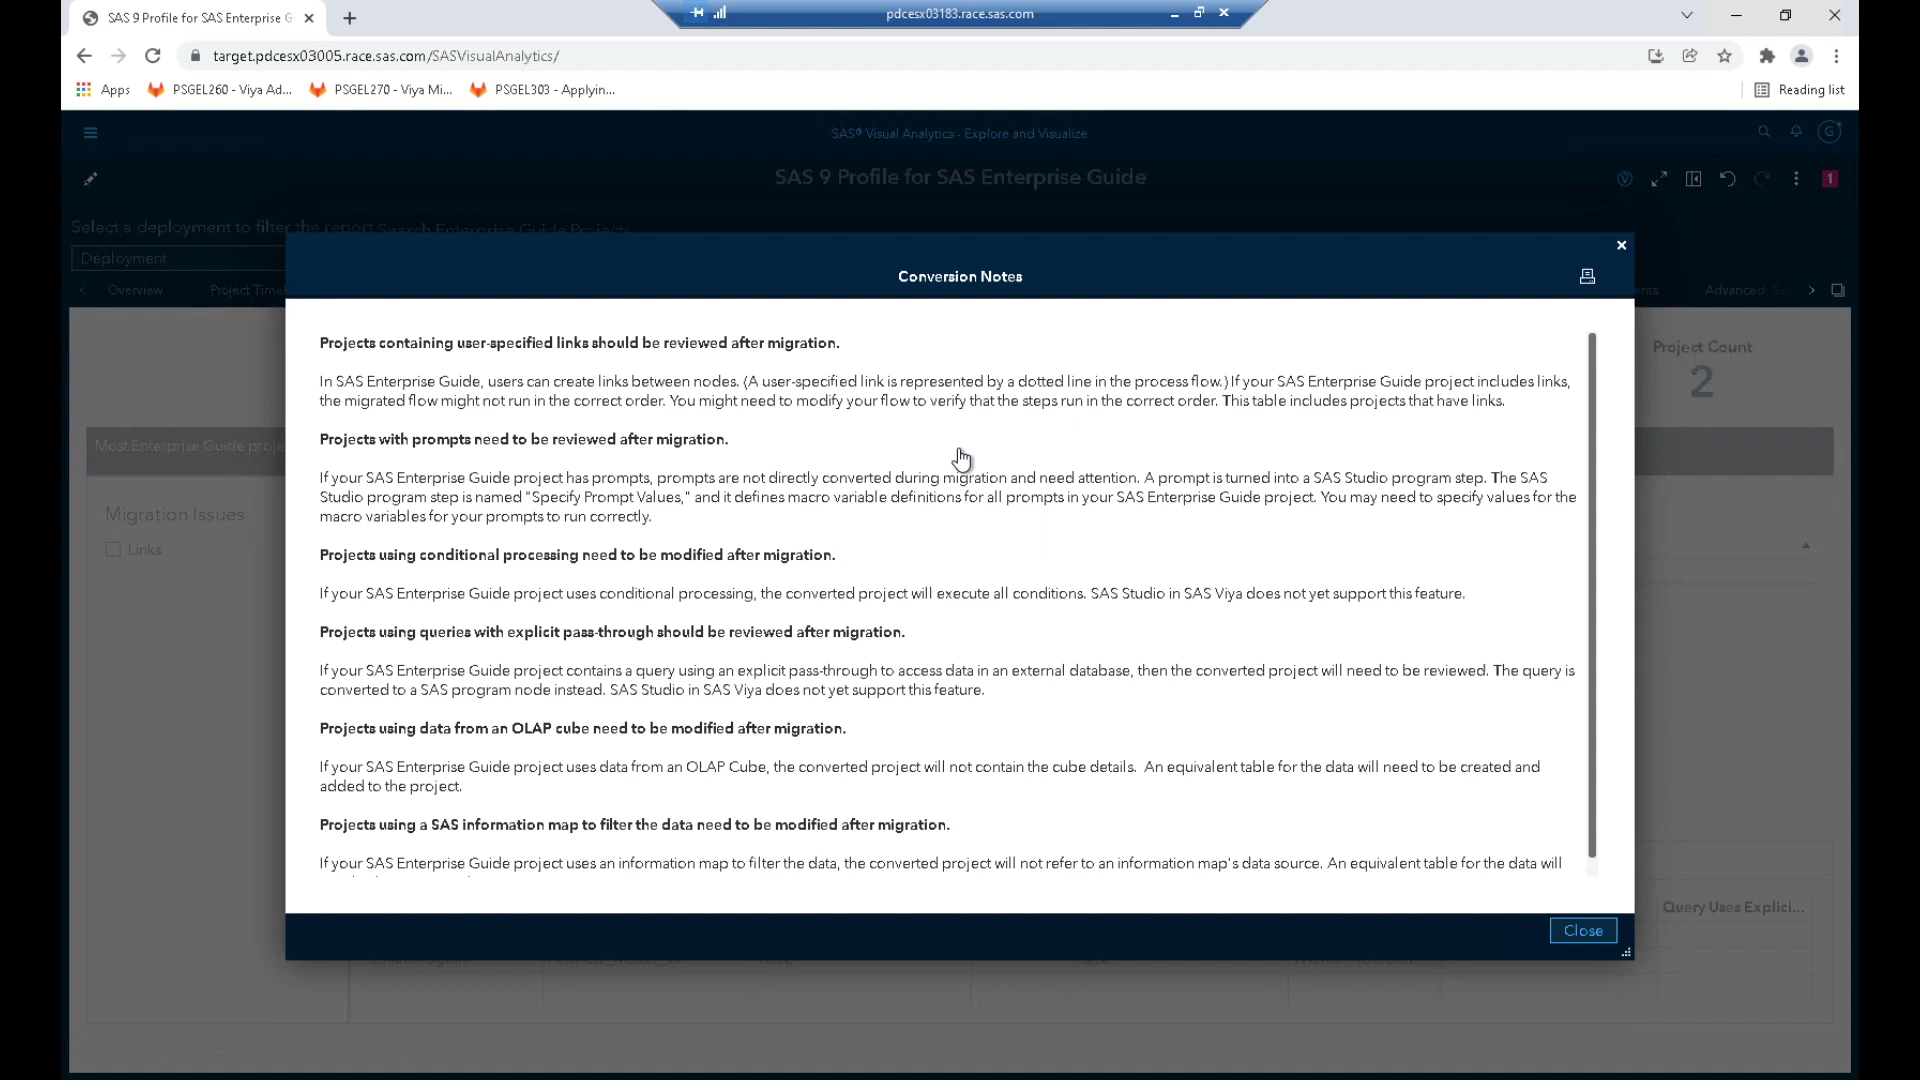 SAS 9 Profile for SAS Enterprise G
pdcesx03183.race.sas.com
target.pdcesx03005.race.sas.com/SASVisualAnalytics/
Apps
PSGEL260 - Viya Ad...
PSGEL270 - Viya Mi...
PSGEL303 - Applyin...
Reading list
SAS® Visual Analytics - Explore and Visualize
G
SAS 9 Profile for SAS Enterprise Guide
1
Select a deployment to filter the report Search Enterprise Guide Projects
Deployment
Overview
Project Time
Advanced
Conversion Notes
Projects containing user-specified links should be reviewed after migration.
In SAS Enterprise Guide, users can create links between nodes. (A user-specified link is represented by a dotted line in the process flow.) If your SAS Enterprise Guide project includes links,
the migrated flow might not run in the correct order. You might need to modify your flow to verify that the steps run in the correct order. This table includes projects that have links.
Projects with prompts need to be reviewed after migration.
If your SAS Enterprise Guide project has prompts, prompts are not directly converted during migration and need attention. A prompt is turned into a SAS Studio program step. The SAS
Studio program step is named "Specify Prompt Values," and it defines macro variable definitions for all prompts in your SAS Enterprise Guide project. You may need to specify values for the
macro variables for your prompts to run correctly.
Projects using conditional processing need to be modified after migration.
If your SAS Enterprise Guide project uses conditional processing, the converted project will execute all conditions. SAS Studio in SAS Viya does not yet support this feature.
Projects using queries with explicit pass-through should be reviewed after migration.
If your SAS Enterprise Guide project contains a query using an explicit pass-through to access data in an external database, then the converted project will need to be reviewed. The query is
converted to a SAS program node instead. SAS Studio in SAS Viya does not yet support this feature.
Projects using data from an OLAP cube need to be modified after migration.
If your SAS Enterprise Guide project uses data from an OLAP Cube, the converted project will not contain the cube details. An equivalent table for the data will need to be created and
added to the project.
Projects using a SAS information map to filter the data need to be modified after migration.
If your SAS Enterprise Guide project uses an information map to filter the data, the converted project will not refer to an information map's data source. An equivalent table for the data will
Close
Project Count
2
Most Enterprise Guide proje
Migration Issues
Links
Query Uses Explici...